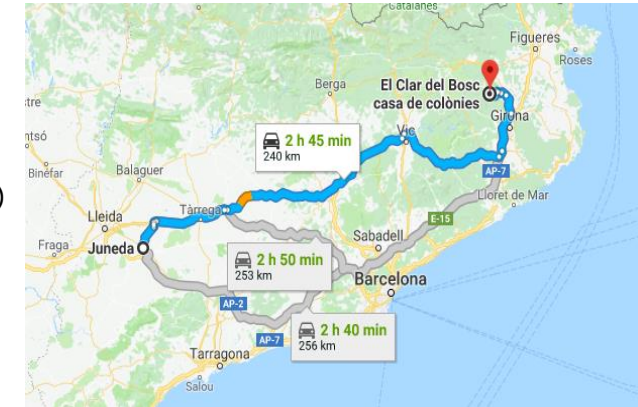 Catalanes
Figueres
Roses
Berga
El Clar del Bosc
casa de colònies
Girona
Vic
2 h 45 min
240 km
AP-7
Binéfar
Balaguer
Tàrrega
Lloret de Mar
)
Lleida
E-15
Fraga
Juneda
Sabadell
2 h 50 min
253 km
Barcelona
AP-2
AP-7
2 h 40 min
256 km
Tarragona
Salou